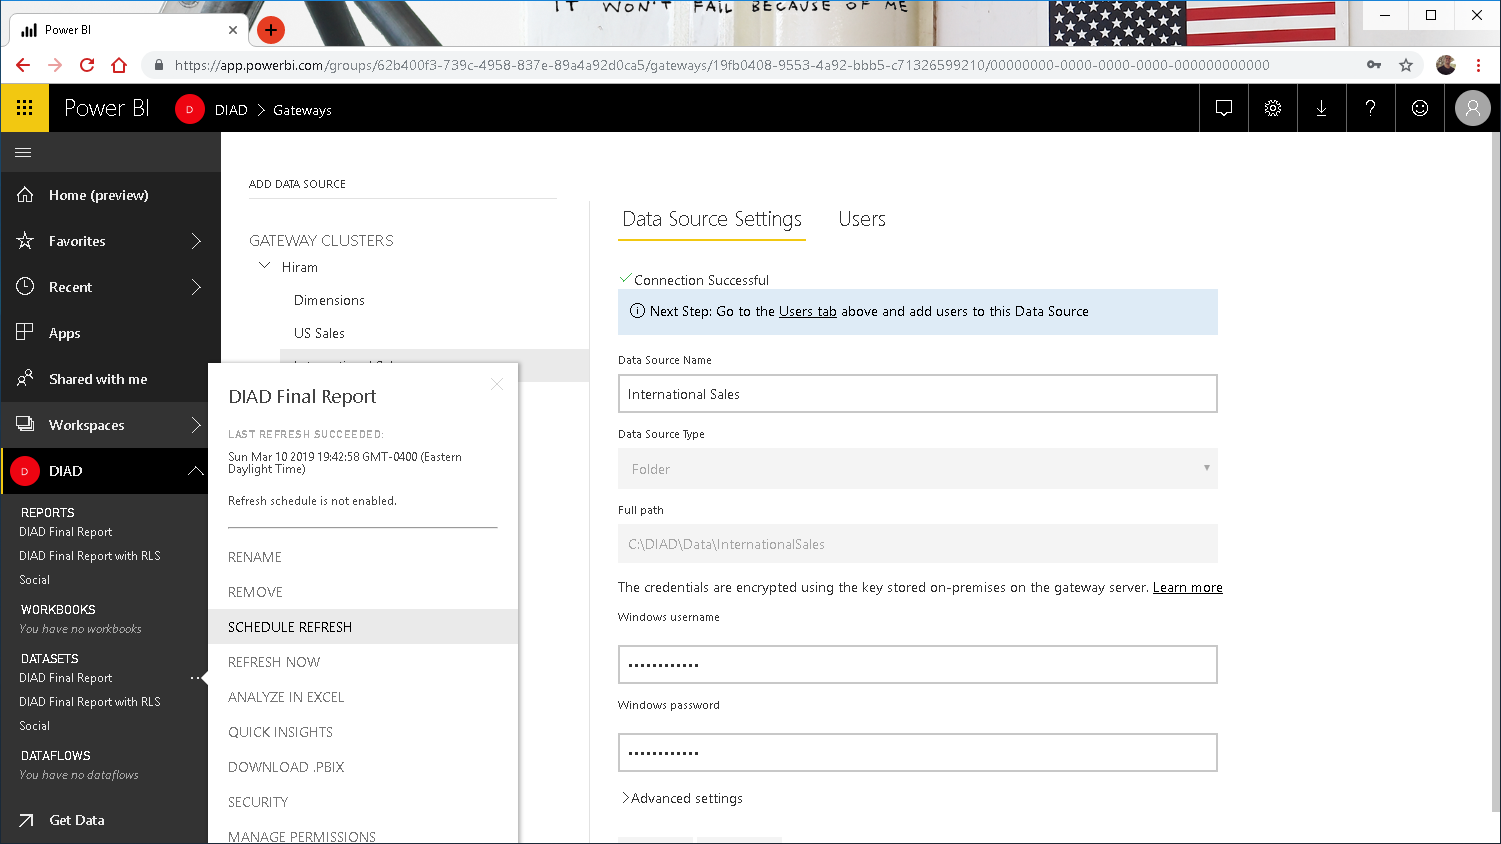 IT WON'T FAIL BECAUSE OF ME
Power BI
https://app.powerbi.com/groups/62b400f3-739c-4958-837e-89a4a92d0ca5/gateways/19fb0408-9553-4a92-bbb5-c71326599210/00000000-0000-0000-0000-000000000000
Power BI
D
DIAD > Gateways
Home (preview)
Favorites
Recent
Apps
Shared with me
Workspaces
D
DIAD
REPORTS
DIAD Final Report
DIAD Final Report with RLS
Social
WORKBOOKS
You have no workbooks
DATASETS
DIAD Final Report
DIAD Final Report with RLS
Social
DATAFLOWS
You have no dataflows
Get Data
ADD DATA SOURCE
GATEWAY CLUSTERS
Hiram
Dimensions
US Sales
DIAD Final Report
LAST REFRESH SUCCEEDED:
Sun Mar 10 2019 19:42:58 GMT-0400 (Eastern
Daylight Time)
Refresh schedule is not enabled.
RENAME
REMOVE
SCHEDULE REFRESH
REFRESH NOW
ANALYZE IN EXCEL
QUICK INSIGHTS
DOWNLOAD .PBIX
SECURITY
MANAGE PERMISSIONS
Data Source Settings
Users
Connection Successful
Next Step: Go to the Users tab above and add users to this Data Source
Data Source Name
International Sales
Data Source Type
Folder
Full path
C:\DIAD\Data\InternationalSales
The credentials are encrypted using the key stored on-premises on the gateway server. Learn more
Windows username
••••••••••••
Windows password
••••••••••••
Advanced settings